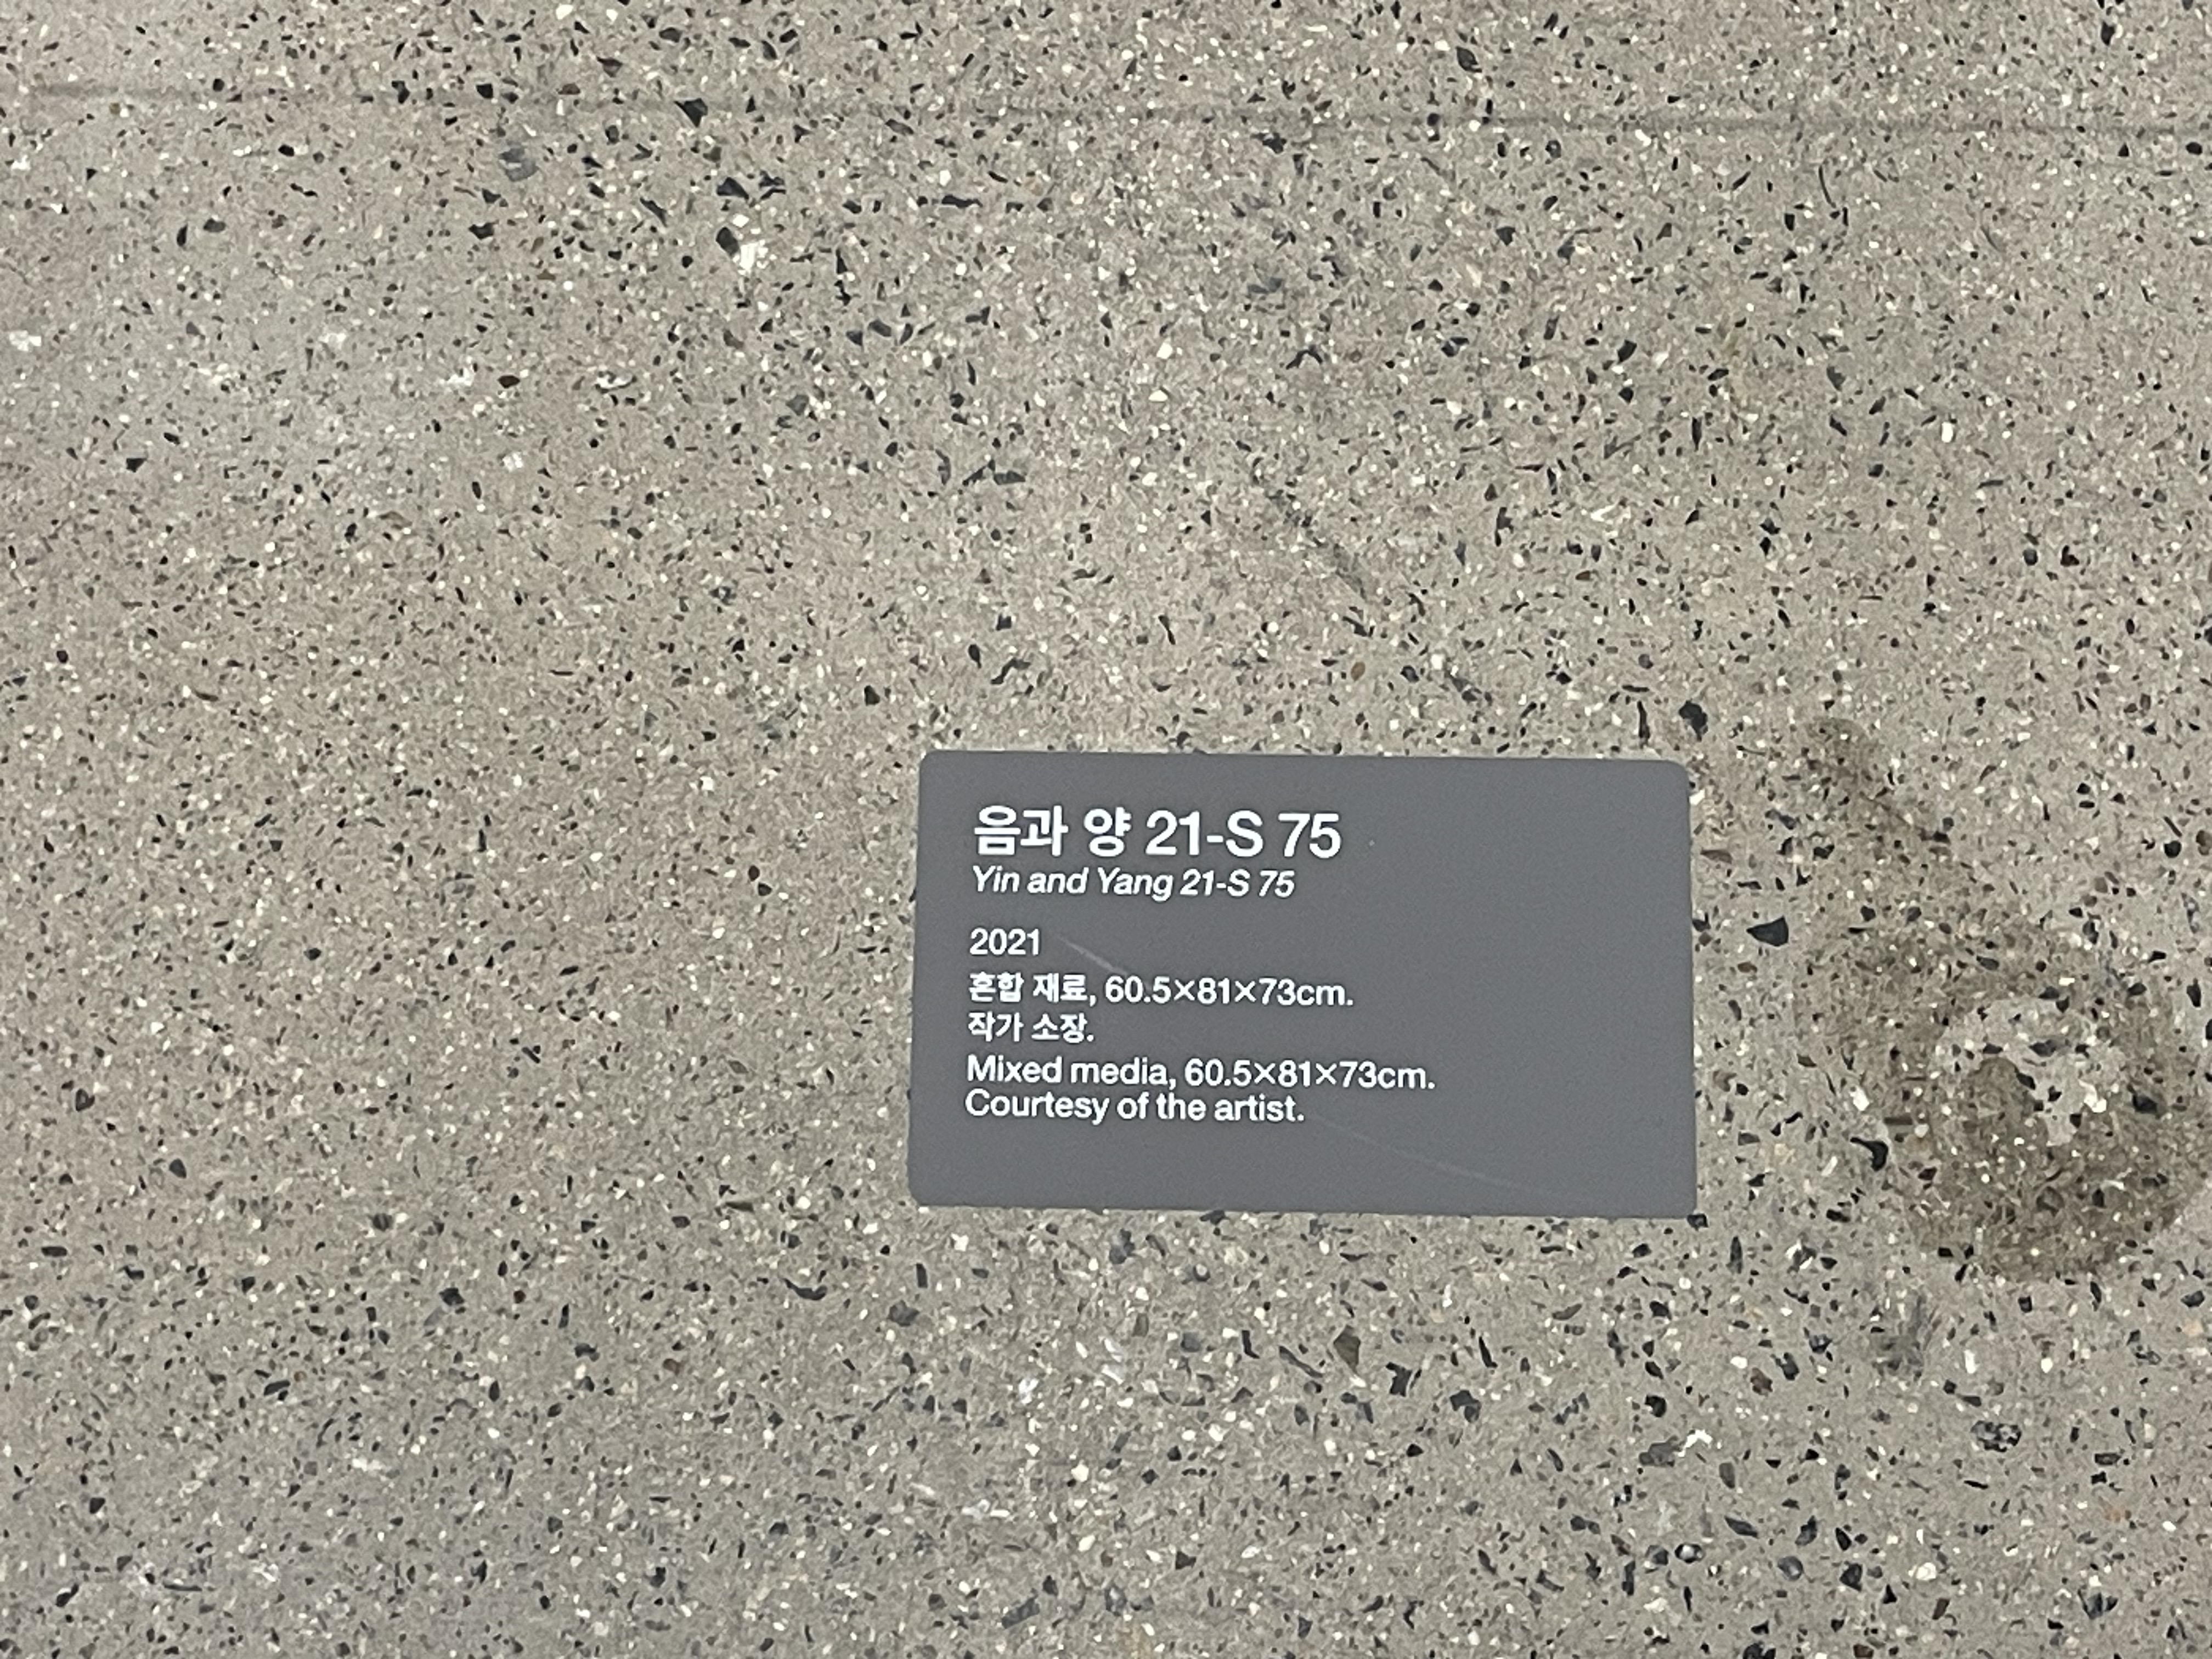 음과 양 21-S 75
Yin and Yang 21-S 75
2021
혼합 재료, 60.5×81×73cm.
작가 소장.
Mixed media, 60.5×81×73cm.
Courtesy of the artist.